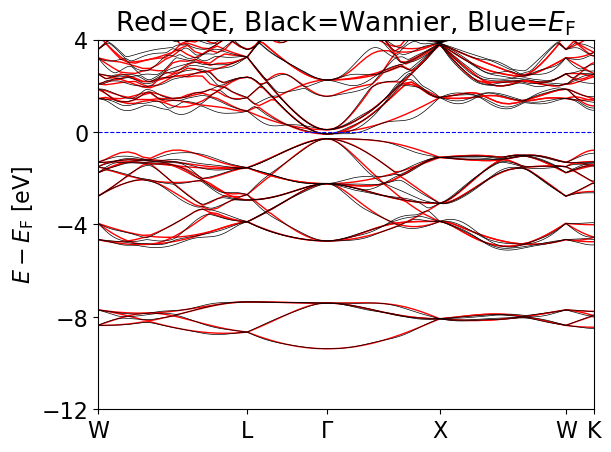 Red=QE, Black=Wannier, Blue=E_F
4
0
−4
−8
−12
E − E_F [eV]
W L Γ X W K